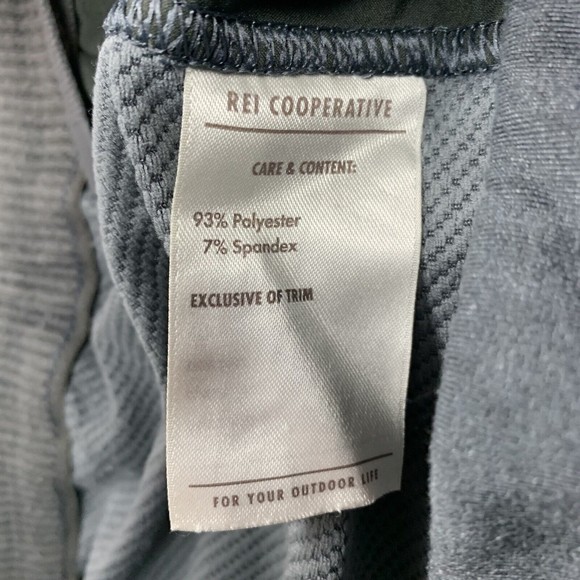 REI COOPERATIVE
CARE & CONTENT:
93% Polyester
7% Spandex
EXCLUSIVE OF TRIM
FOR YOUR OUTDOOR LIFE